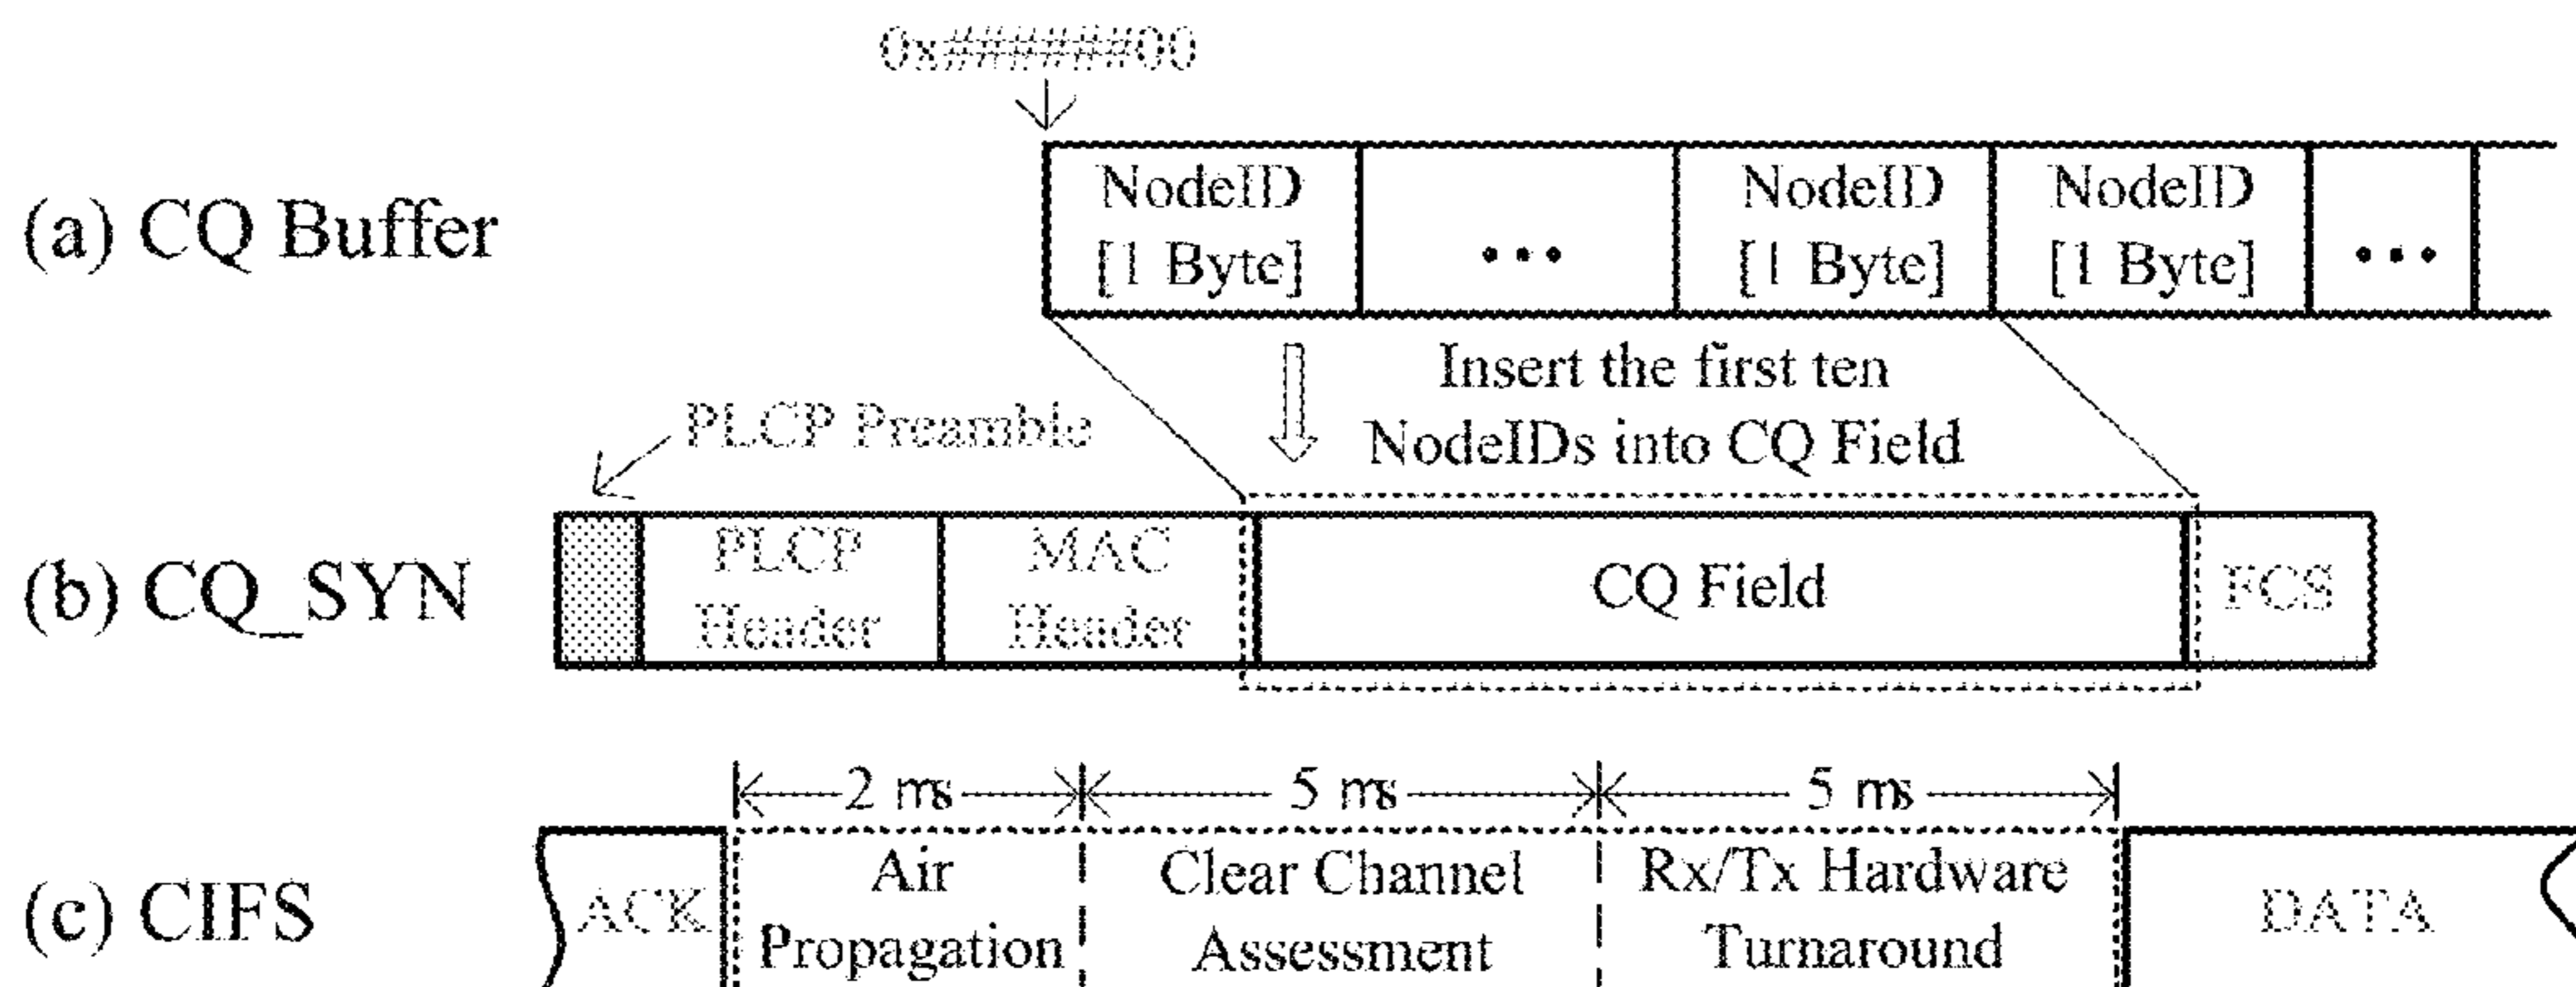 0x######00
(a) CQ Buffer
NodeID
[1 Byte]
...
NodeID
[1 Byte]
NodeID
[1 Byte]
...
Insert the first ten
NodeIDs into CQ Field
PLCP Preamble
(b) CQ_SYN
PLCP
Header
MAC
Header
CQ Field
FCS
2 ms
5 ms
5 ms
(c) CIFS
ACK
Air
Propagation
Clear Channel
Assessment
Rx/Tx Hardware
Turnaround
DATA